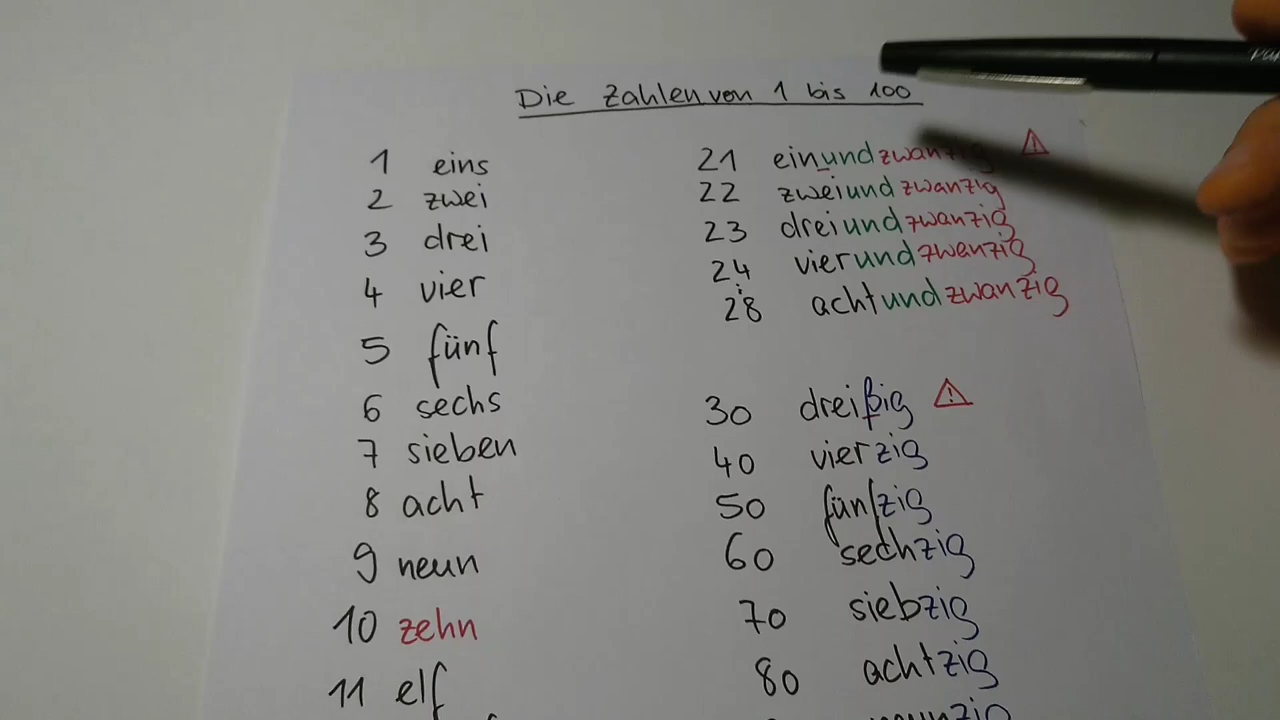 Die Zahlen von 1 bis 100
1 eins
2 zwei
3 drei
4 vier
5 fünf
6 sechs
7 sieben
8 acht
9 neun
10 zehn
11 elf
21 einundzwanzig
22 zweiundzwanzig
23 dreiundzwanzig
24 vierundzwanzig
28 achtundzwanzig
30 dreißig
40 vierzig
50 fünfzig
60 sechzig
70 siebzig
80 achtzig